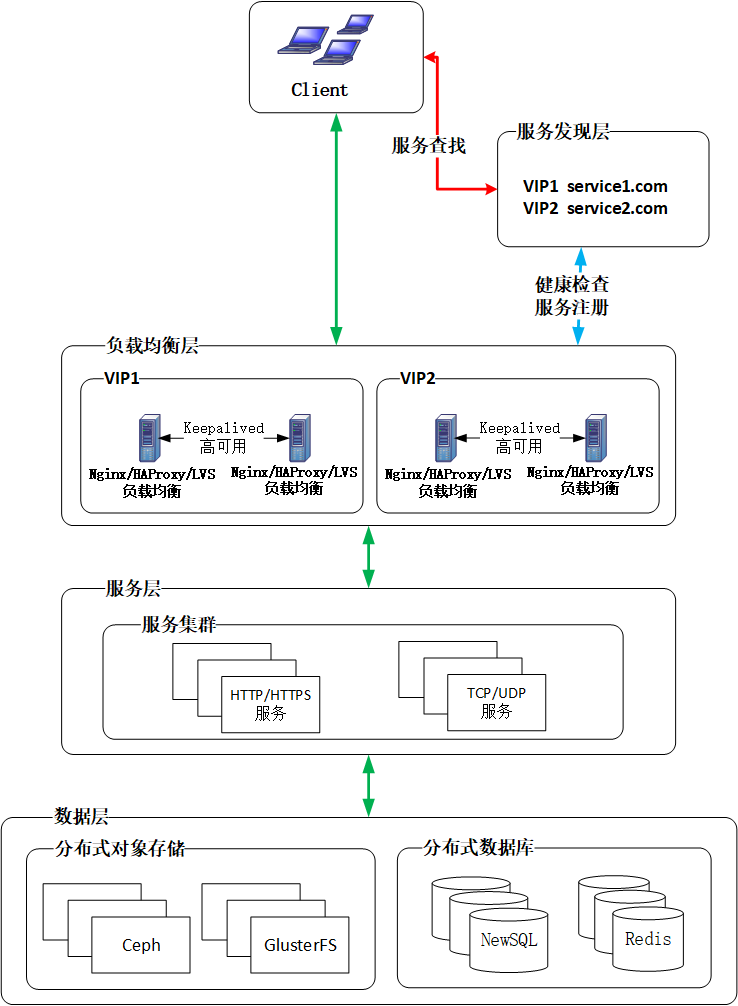 Client
服务查找
服务发现层
VIP1 service1.com
VIP2 service2.com
健康检查
服务注册
负载均衡层
VIP1
Keepalived
高可用
Nginx/HAProxy/LVS
负载均衡
Nginx/HAProxy/LVS
负载均衡
VIP2
Keepalived
高可用
Nginx/HAProxy/LVS
负载均衡
Nginx/HAProxy/LVS
负载均衡
服务层
服务集群
HTTP/HTTPS
服务
TCP/UDP
服务
数据层
分布式对象存储
Ceph
GlusterFS
分布式数据库
NewSQL
Redis